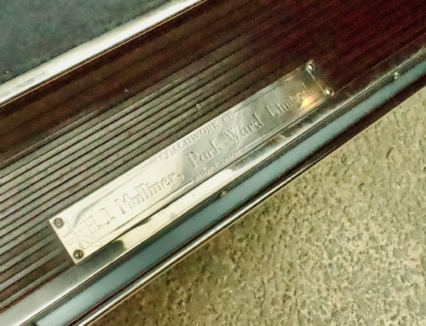 COACHWORK BY
H.J. Mulliner, Park Ward Limited